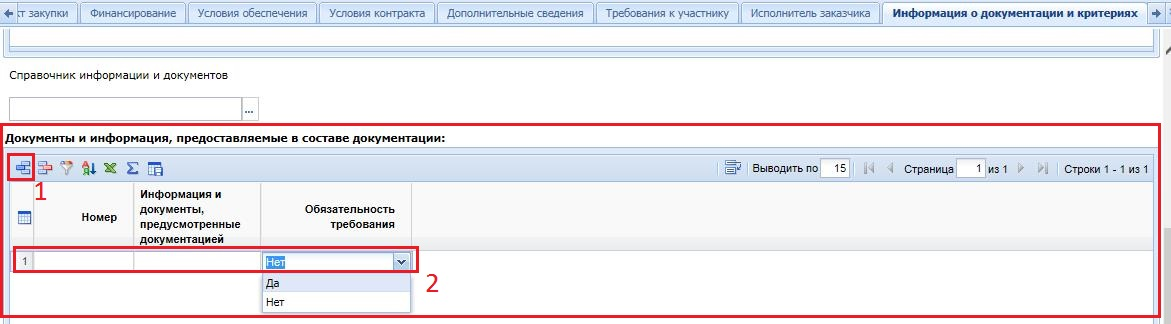 кт закупки Финансирование Условия обеспечения Условия контракта Дополнительные сведения Требования к участнику Исполнитель заказчика Информация о документации и критериях
Справочник информации и документов
...
Документы и информация, предоставляемые в составе документации:
Выводить по 15 Страница 1 из 1 Строки 1 - 1 из 1
1
Номер
Информация и
документы,
предусмотренные
документацией
Обязательность
требования
1 Нет
Да
Нет
2